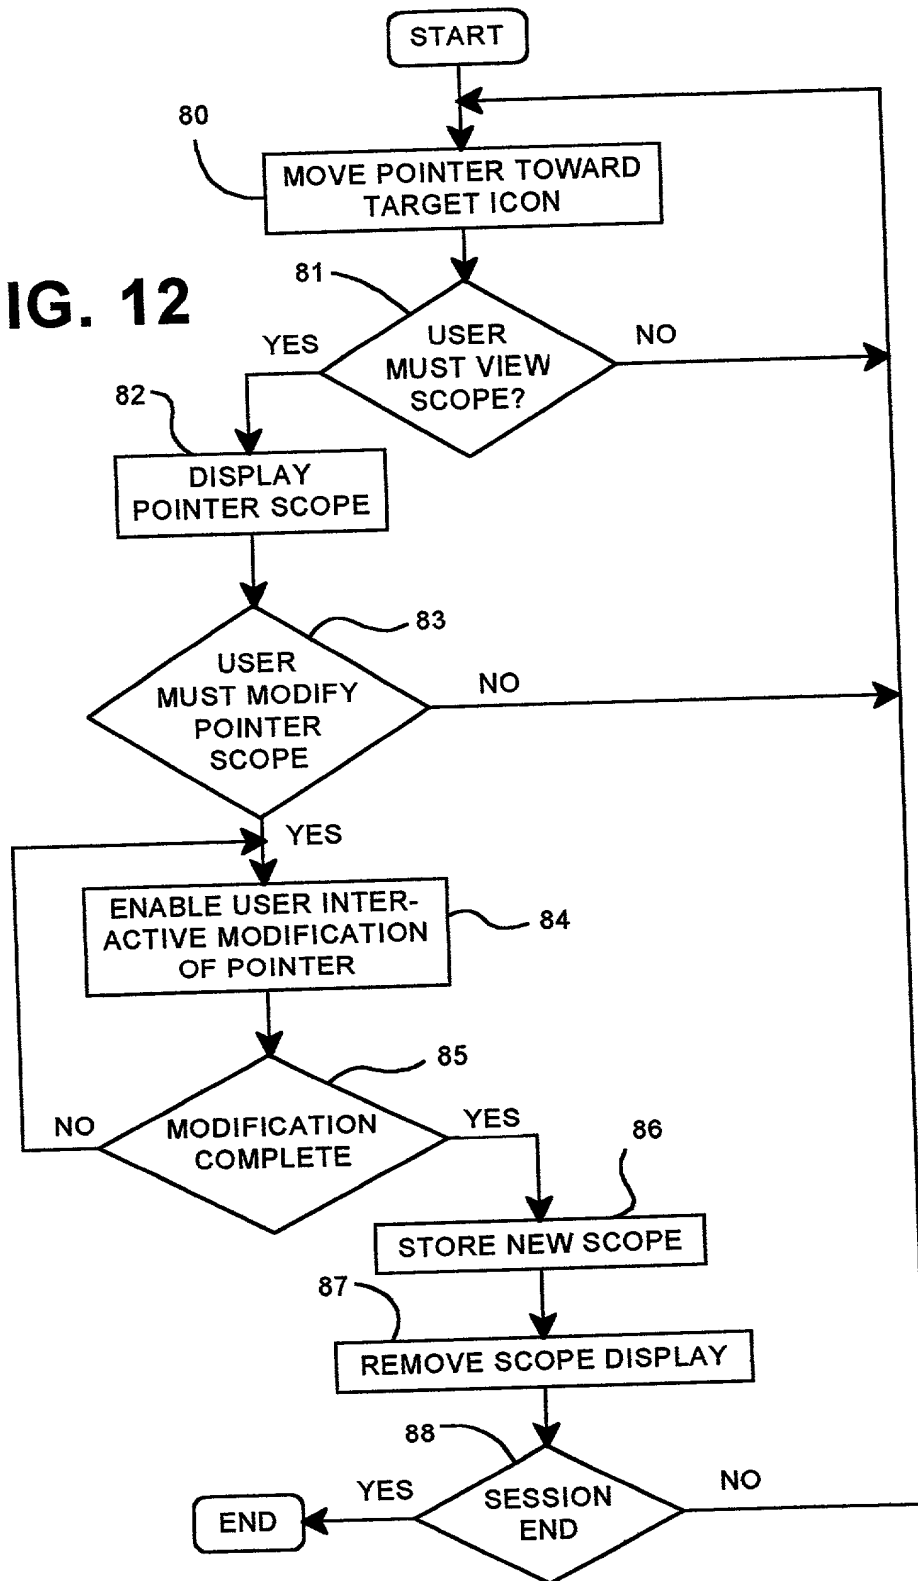 START
80
MOVE POINTER TOWARD
TARGET ICON
IG. 12
81
USER
MUST VIEW
SCOPE?
YES
NO
82
DISPLAY
POINTER SCOPE
83
USER
MUST MODIFY
POINTER
SCOPE
NO
YES
ENABLE USER INTER-
ACTIVE MODIFICATION
OF POINTER
84
85
NO
MODIFICATION
COMPLETE
YES
86
STORE NEW SCOPE
87
REMOVE SCOPE DISPLAY
88
YES
SESSION
END
NO
END